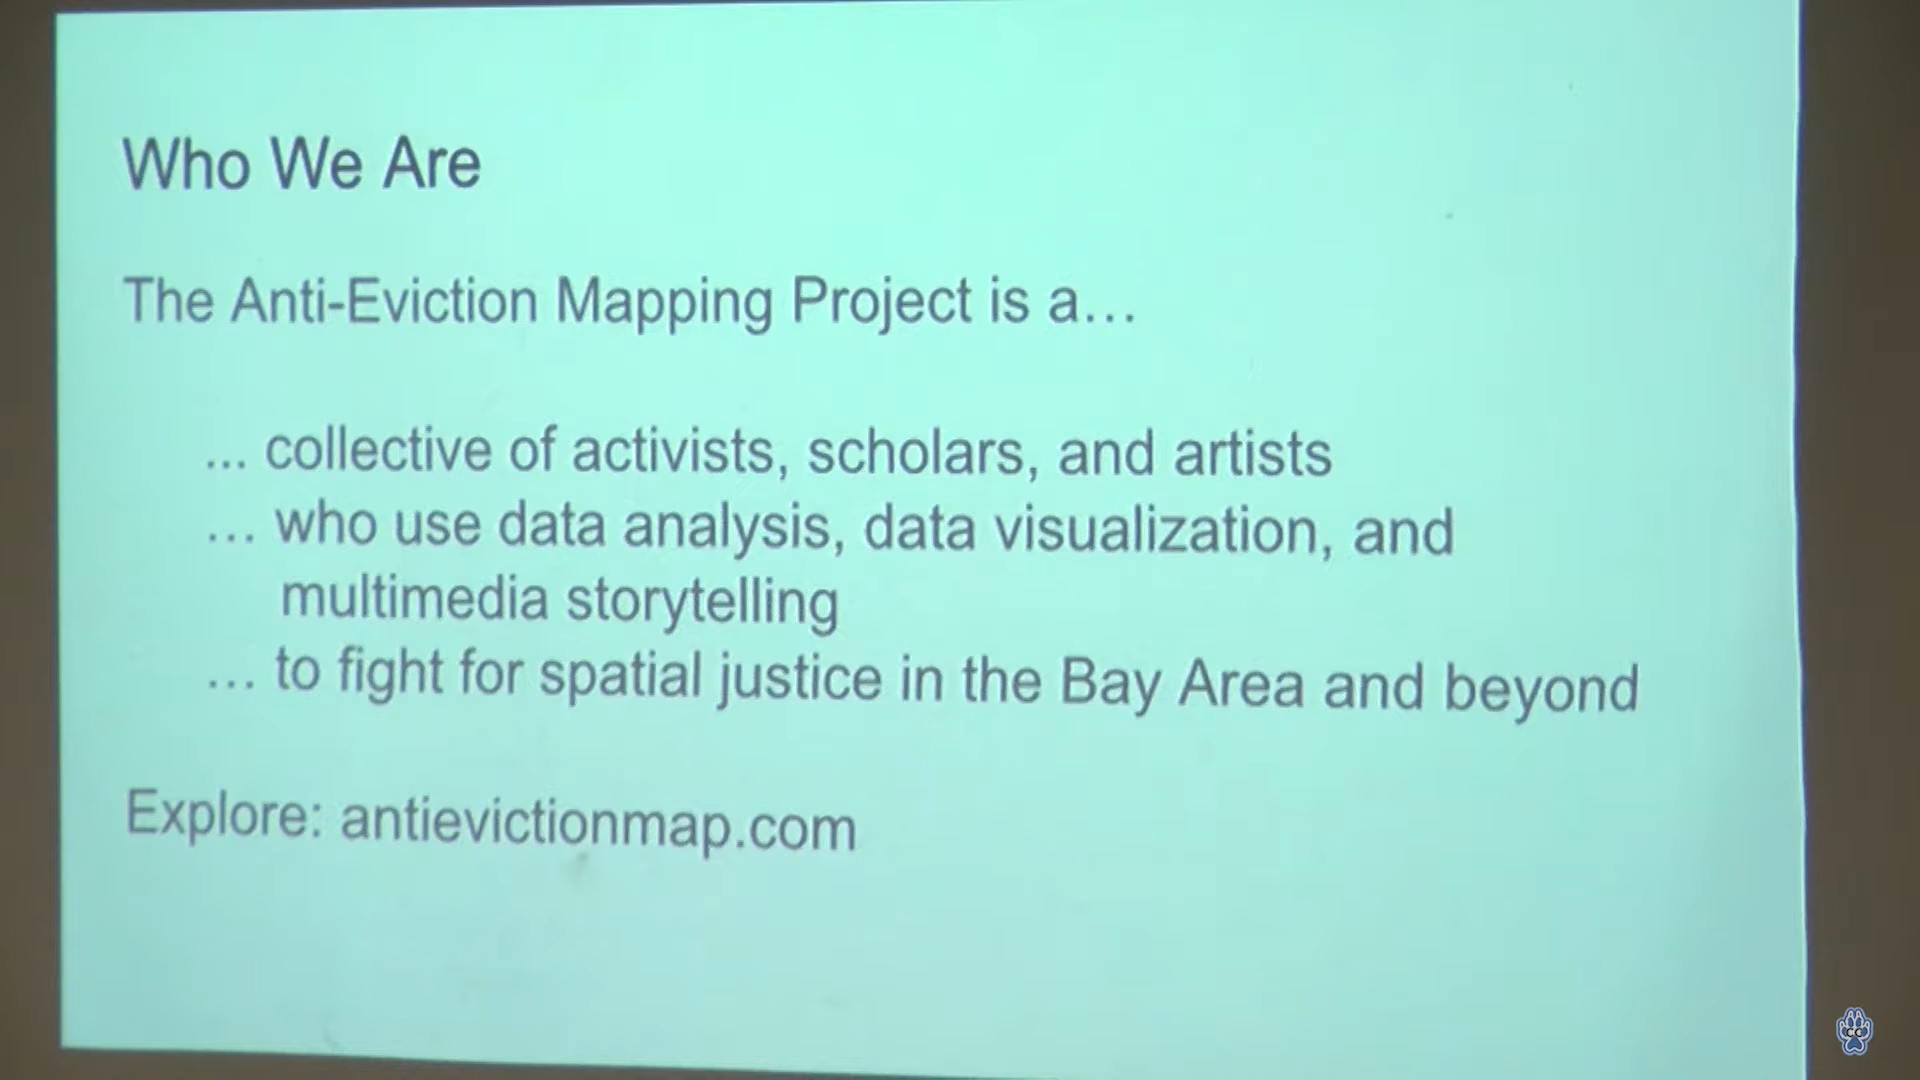 Who We Are
The Anti-Eviction Mapping Project is a...
... collective of activists, scholars, and artists
... who use data analysis, data visualization, and
multimedia storytelling
... to fight for spatial justice in the Bay Area and beyond
Explore: antievictionmap.com
CC